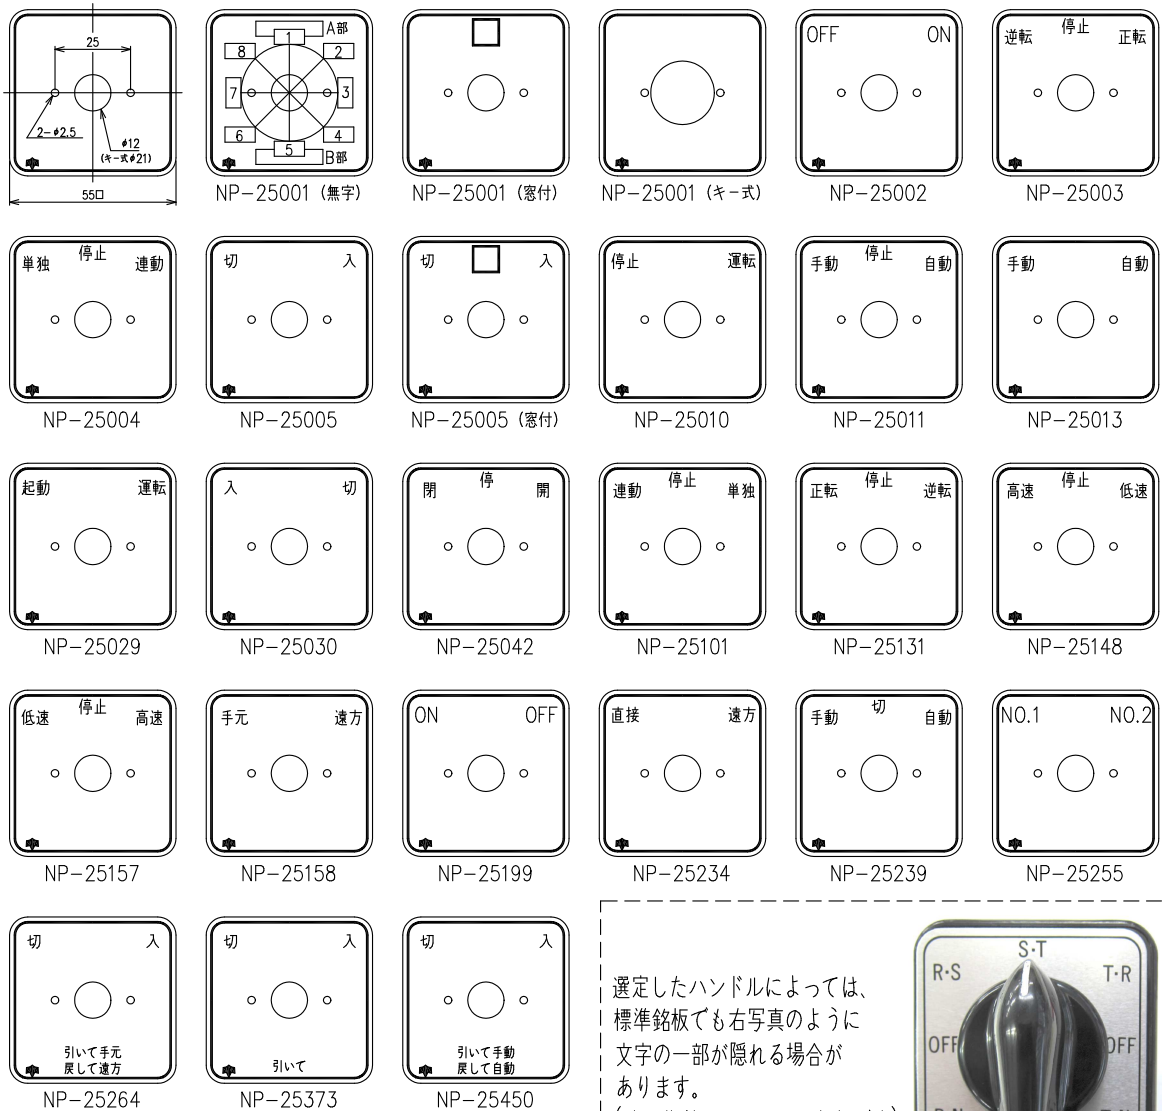 25
2-φ2.5
φ12
(キー式φ21)
55□
A部
1
8 2
7 3
6 4
5
B部
NP-25001 (無字)
NP-25001 (窓付)
NP-25001 (キー式)
OFF ON
NP-25002
逆転 停止 正転
NP-25003
単独 停止 連動
NP-25004
切 入
NP-25005
切 入
NP-25005 (窓付)
停止 運転
NP-25010
手動 停止 自動
NP-25011
手動 自動
NP-25013
起動 運転
NP-25029
入 切
NP-25030
閉 停 開
NP-25042
連動 停止 単独
NP-25101
正転 停止 逆転
NP-25131
高速 停止 低速
NP-25148
低速 停止 高速
NP-25157
手元 遠方
NP-25158
ON OFF
NP-25199
直接 遠方
NP-25234
手動 切 自動
NP-25239
NO.1 NO.2
NP-25255
切 入
引いて手元
戻して遠方
NP-25264
切 入
引いて
NP-25373
切 入
引いて手動
戻して自動
NP-25450
選定したハンドルによっては、
標準銘板でも右写真のように
文字の一部が隠れる場合が
あります。
S·T
R·S T·R
OFF OFF